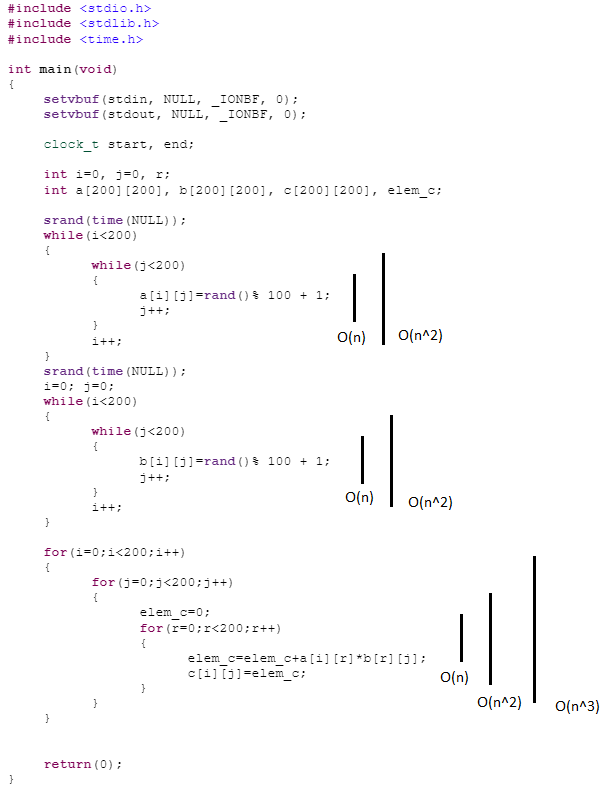 #include <stdio.h>
#include <stdlib.h>
#include <time.h>
int main(void)
{
setvbuf(stdin, NULL, _IONBF, 0);
setvbuf(stdout, NULL, _IONBF, 0);
clock_t start, end;
int i=0, j=0, r;
int a[200][200], b[200][200], c[200][200], elem_c;
srand(time(NULL));
while(i<200)
{
while(j<200)
{
a[i][j]=rand()% 100 + 1;
j++;
}
i++;
O(n) O(n^2)
}
srand(time(NULL));
i=0; j=0;
while(i<200)
{
while(j<200)
{
b[i][j]=rand()% 100 + 1;
j++;
}
i++;
O(n) O(n^2)
}
for(i=0;i<200;i++)
{
for(j=0;j<200;j++)
{
elem_c=0;
for(r=0;r<200;r++)
{
elem_c=elem_c+a[i][r]*b[r][j];
c[i][j]=elem_c;
}
O(n)
}
O(n^2) O(n^3)
}
return(0);
}